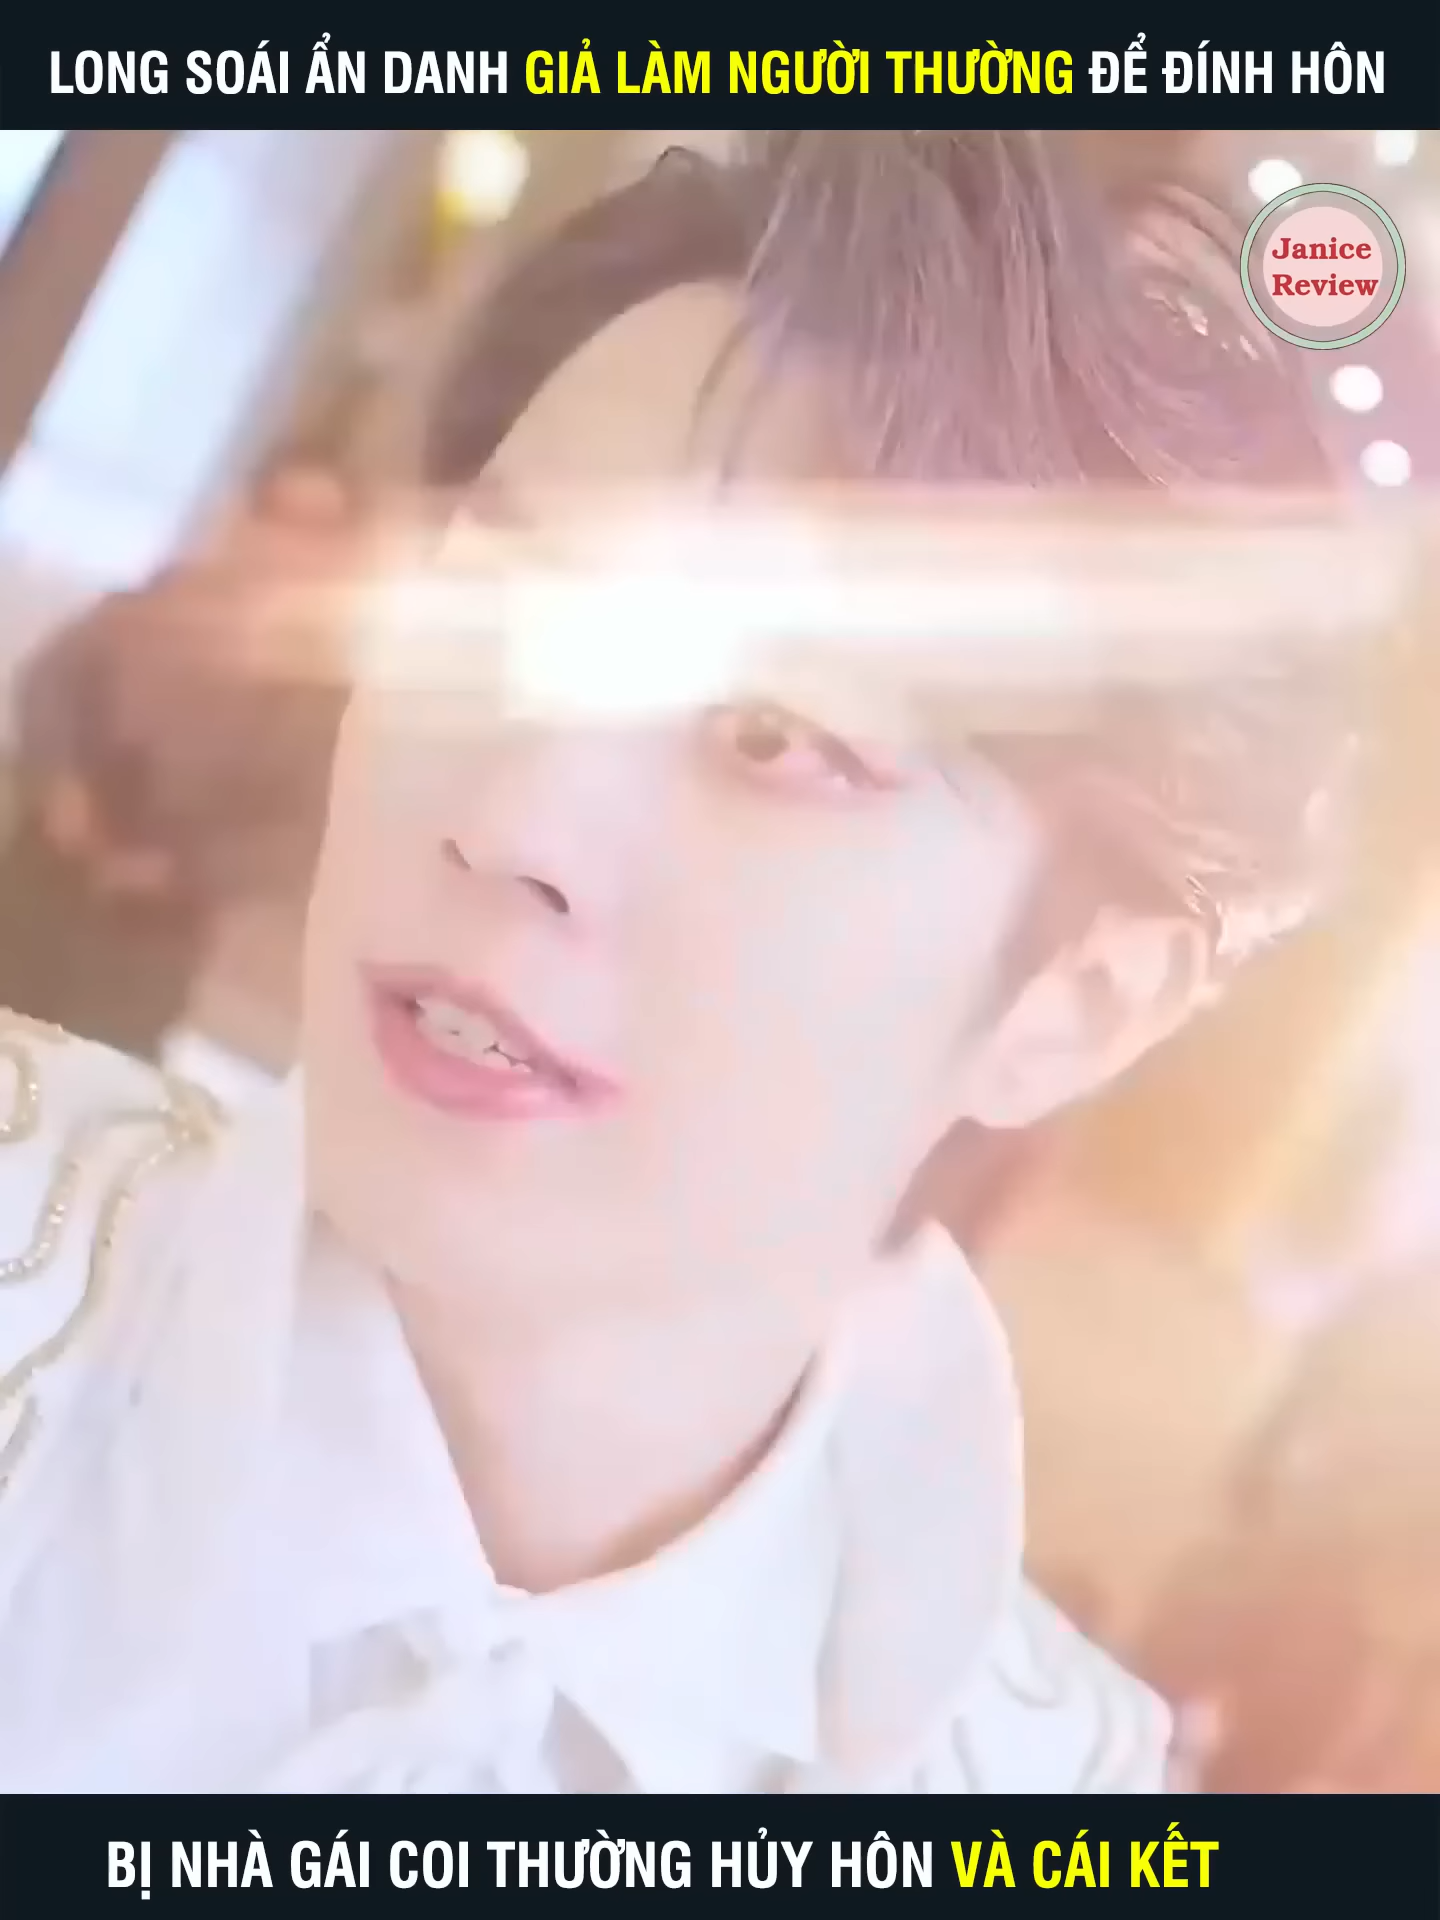 LONG SOÁI ẨN DANH GIẢ LÀM NGƯỜI THƯỜNG ĐỂ ĐÍNH HÔN
Janice
Review
BỊ NHÀ GÁI COI THƯỜNG HỦY HÔN VÀ CÁI KẾT